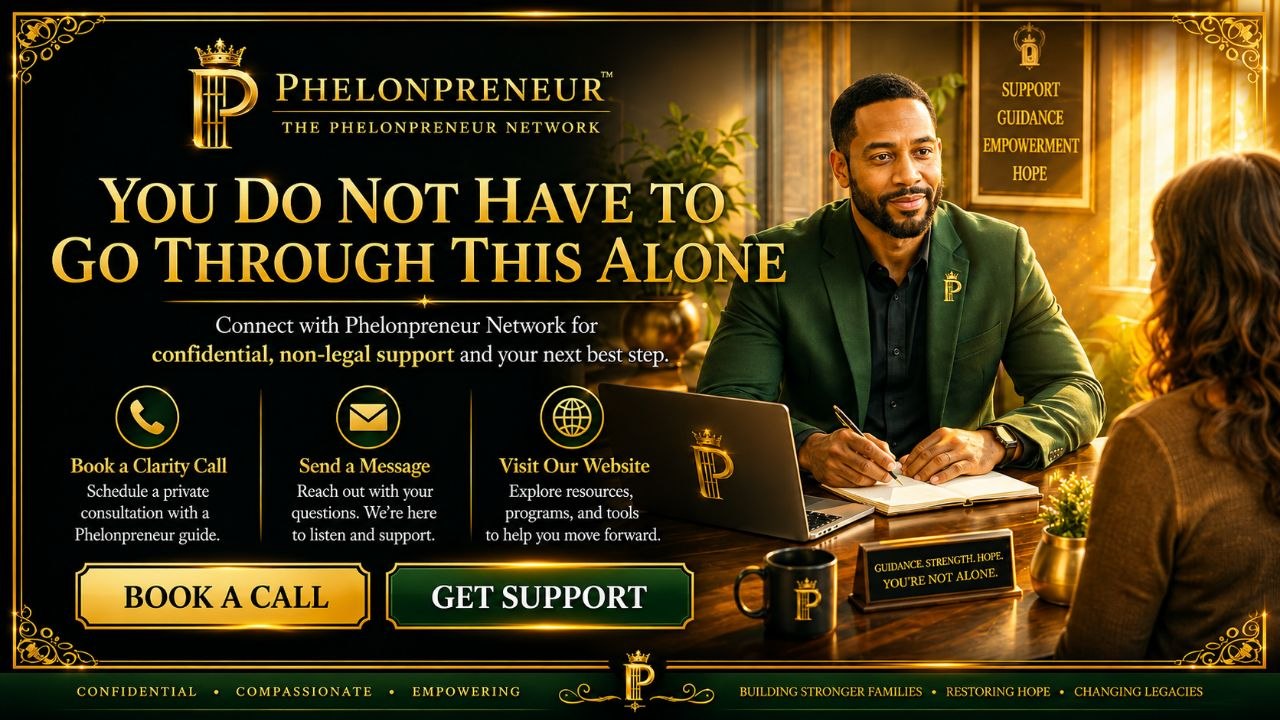 PHELONPRENEUR™
THE PHELONPRENEUR NETWORK
YOU DO NOT HAVE TO
GO THROUGH THIS ALONE
Connect with Phelonpreneur Network for
confidential, non-legal support and your next best step.
Book a Clarity Call
Schedule a private
consultation with a
Phelonpreneur guide.
Send a Message
Reach out with your
questions. We're here
to listen and support.
Visit Our Website
Explore resources,
programs, and tools
to help you move forward.
BOOK A CALL
GET SUPPORT
SUPPORT
GUIDANCE
EMPOWERMENT
HOPE
GUIDANCE. STRENGTH. HOPE.
YOU'RE NOT ALONE.
CONFIDENTIAL • COMPASSIONATE • EMPOWERING
BUILDING STRONGER FAMILIES • RESTORING HOPE • CHANGING LEGACIES